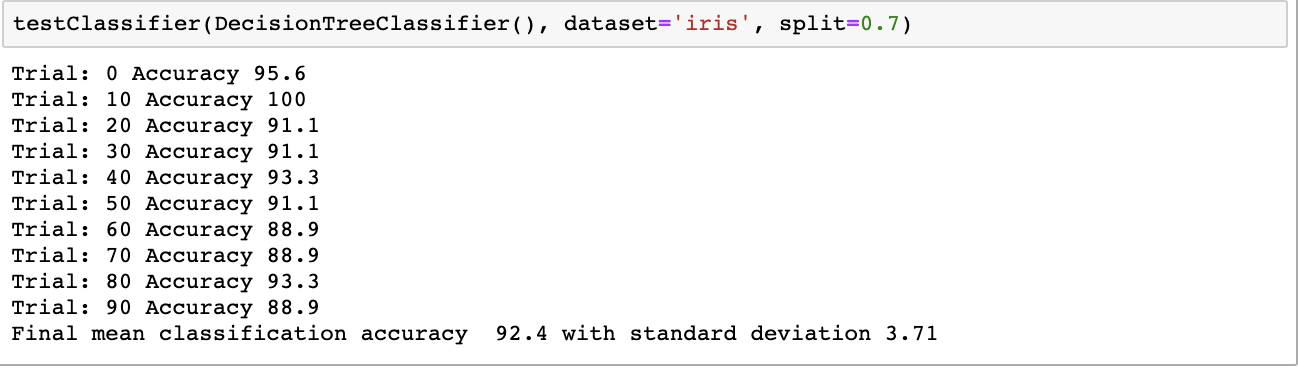 testClassifier(DecisionTreeClassifier(), dataset='iris', split=0.7)
Trial: 0 Accuracy 95.6
Trial: 10 Accuracy 100
Trial: 20 Accuracy 91.1
Trial: 30 Accuracy 91.1
Trial: 40 Accuracy 93.3
Trial: 50 Accuracy 91.1
Trial: 60 Accuracy 88.9
Trial: 70 Accuracy 88.9
Trial: 80 Accuracy 93.3
Trial: 90 Accuracy 88.9
Final mean classification accuracy  92.4 with standard deviation 3.71